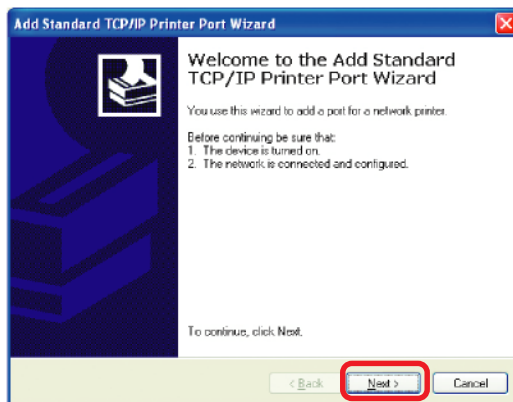 Add Standard TCP/IP Printer Port Wizard
Welcome to the Add Standard
TCP/IP Printer Port Wizard
You use this wizard to add a port for a network printer.
Before continuing be sure that:
1. The device is turned on.
2. The network is connected and configured.
To continue, click Next.
< Back
Next >
Cancel